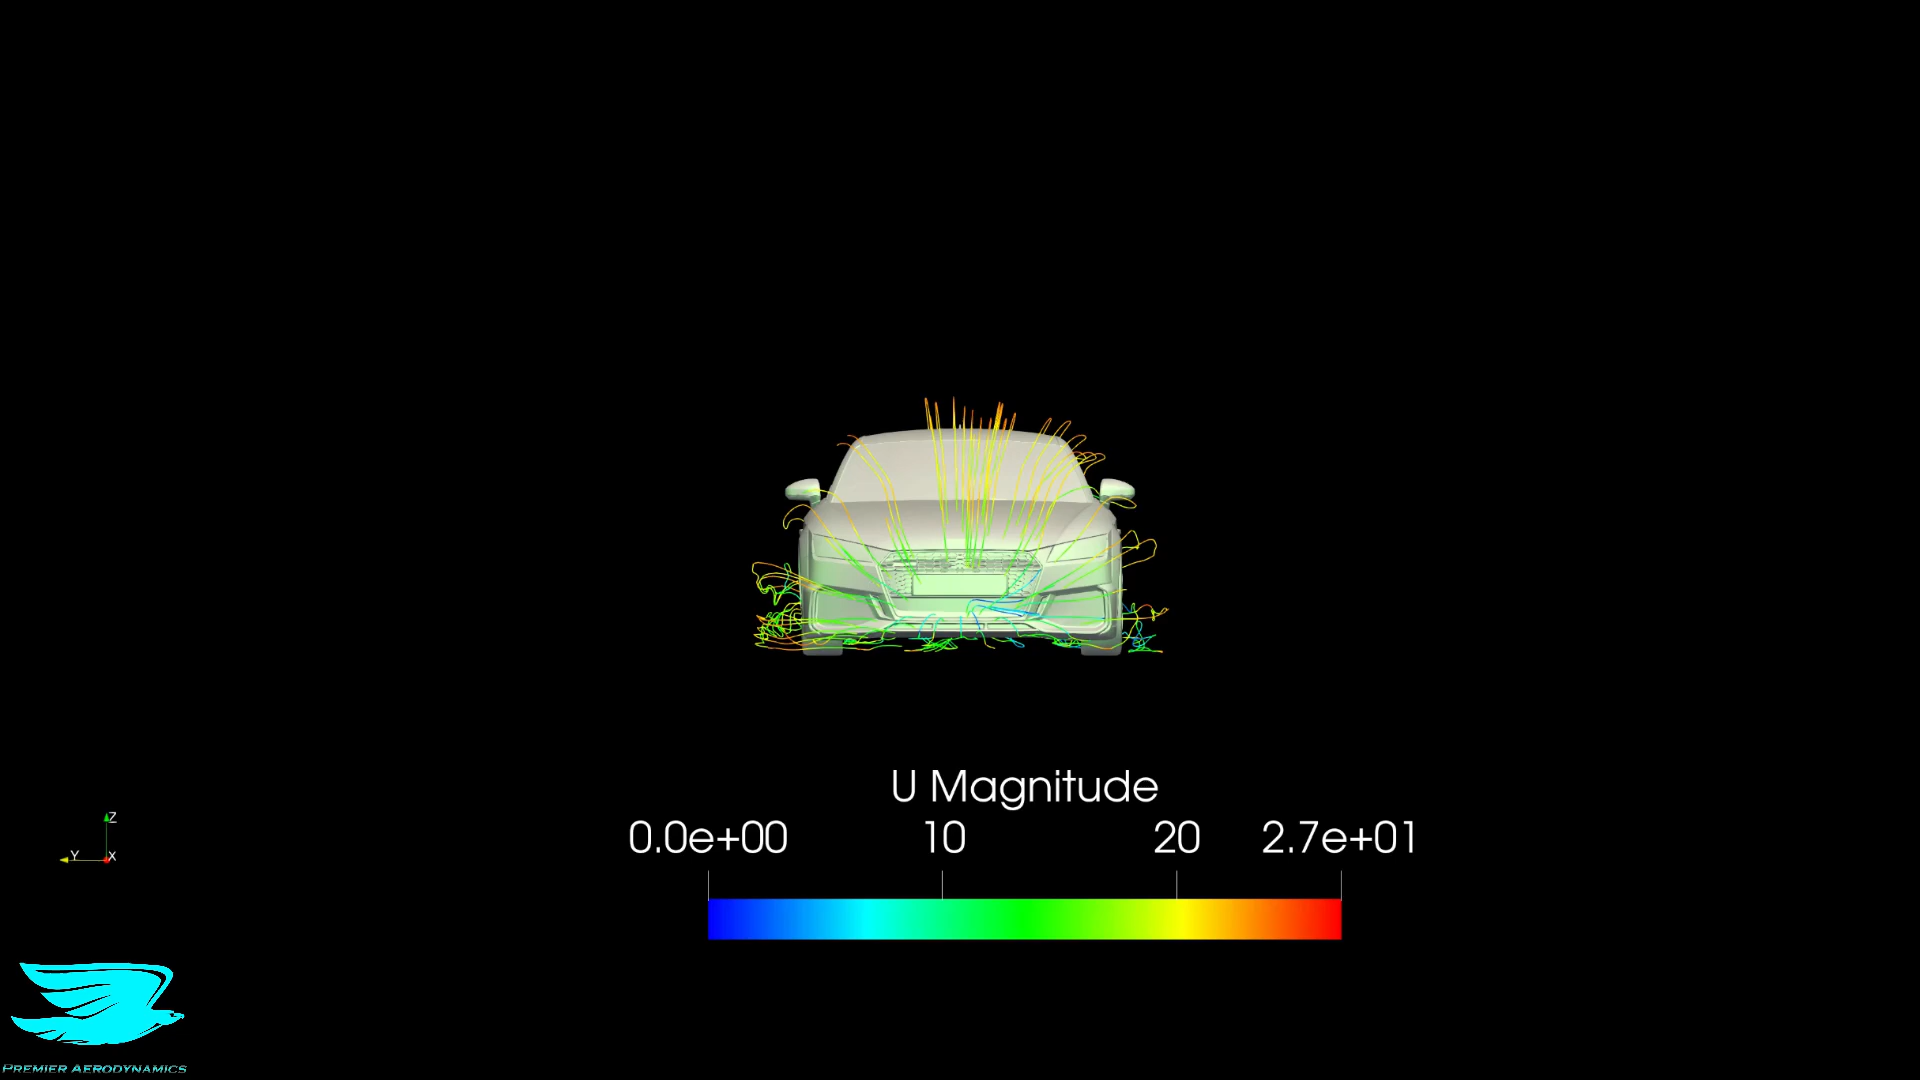 U Magnitude
0.0e+00 10 20 2.7e+01
Z
Y X
PREMIER AERODYNAMICS